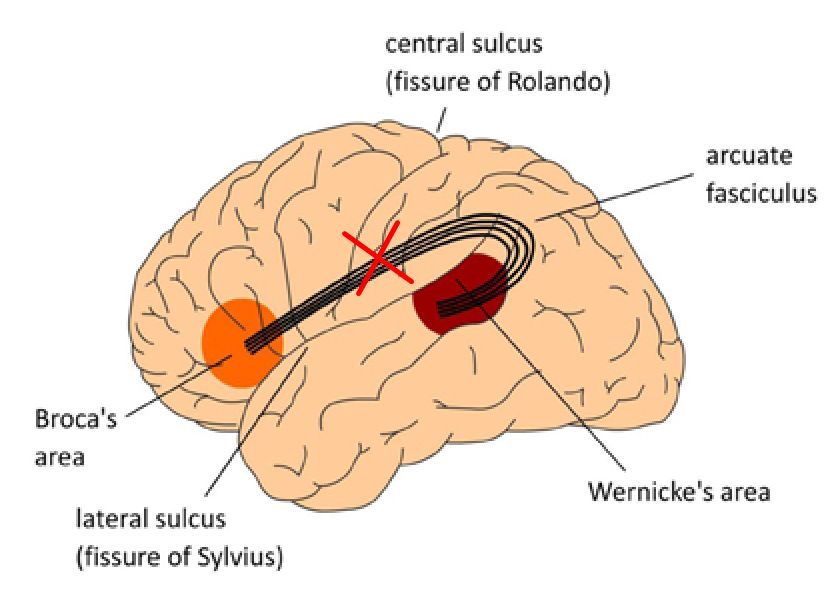 central sulcus
(fissure of Rolando)
arcuate
fasciculus
Broca's
area
Wernicke's area
lateral sulcus
(fissure of Sylvius)